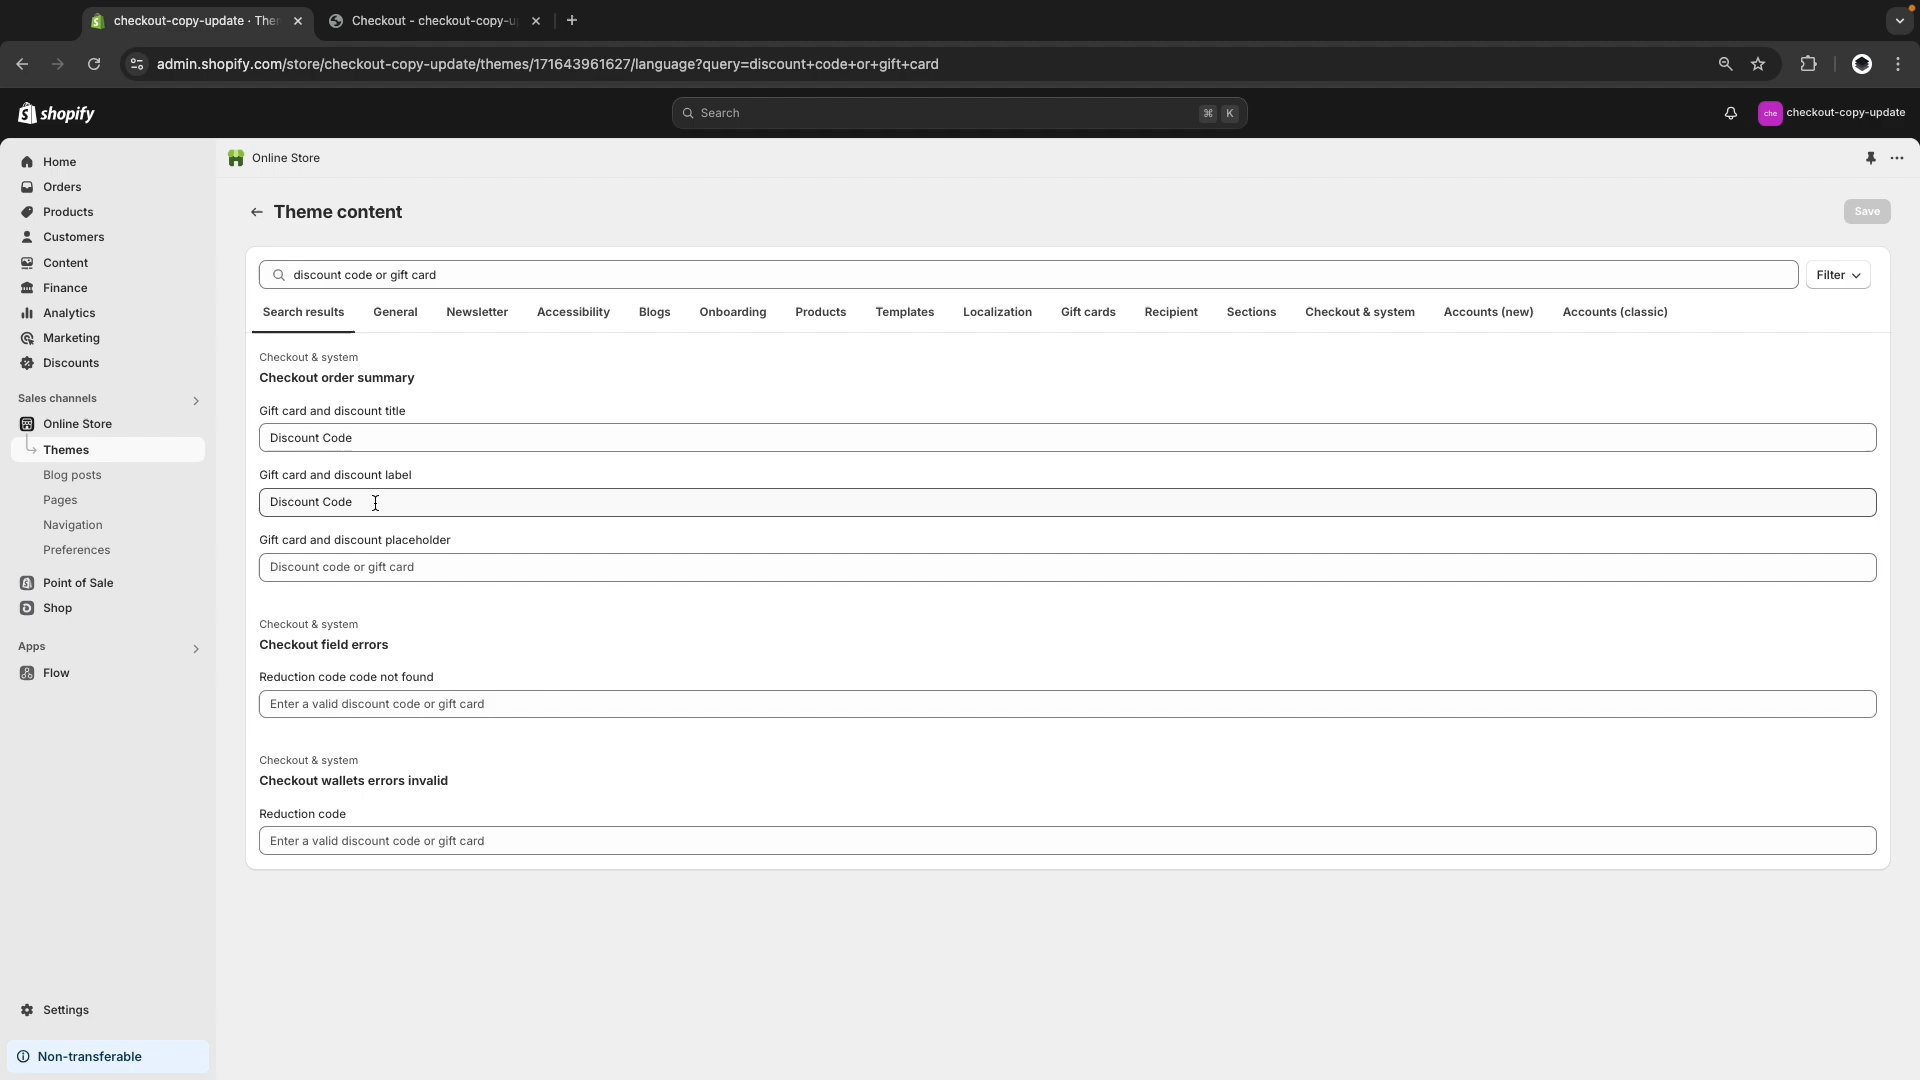 checkout-copy-update · Ther
Checkout - checkout-copy-u
admin.shopify.com/store/checkout-copy-update/themes/171643961627/language?query=discount+code+or+gift+card
shopify
Search
⌘ K
che
checkout-copy-update
Home
Orders
Products
Customers
Content
Finance
Analytics
Marketing
Discounts
Sales channels
Online Store
Themes
Blog posts
Pages
Navigation
Preferences
Point of Sale
Shop
Apps
Flow
Settings
Non-transferable
Online Store
Theme content
Save
discount code or gift card
Filter
Search results General Newsletter Accessibility Blogs Onboarding Products Templates Localization Gift cards Recipient Sections Checkout & system Accounts (new) Accounts (classic)
Checkout & system
Checkout order summary
Gift card and discount title
Discount Code
Gift card and discount label
Discount Code
Gift card and discount placeholder
Discount code or gift card
Checkout & system
Checkout field errors
Reduction code code not found
Enter a valid discount code or gift card
Checkout & system
Checkout wallets errors invalid
Reduction code
Enter a valid discount code or gift card